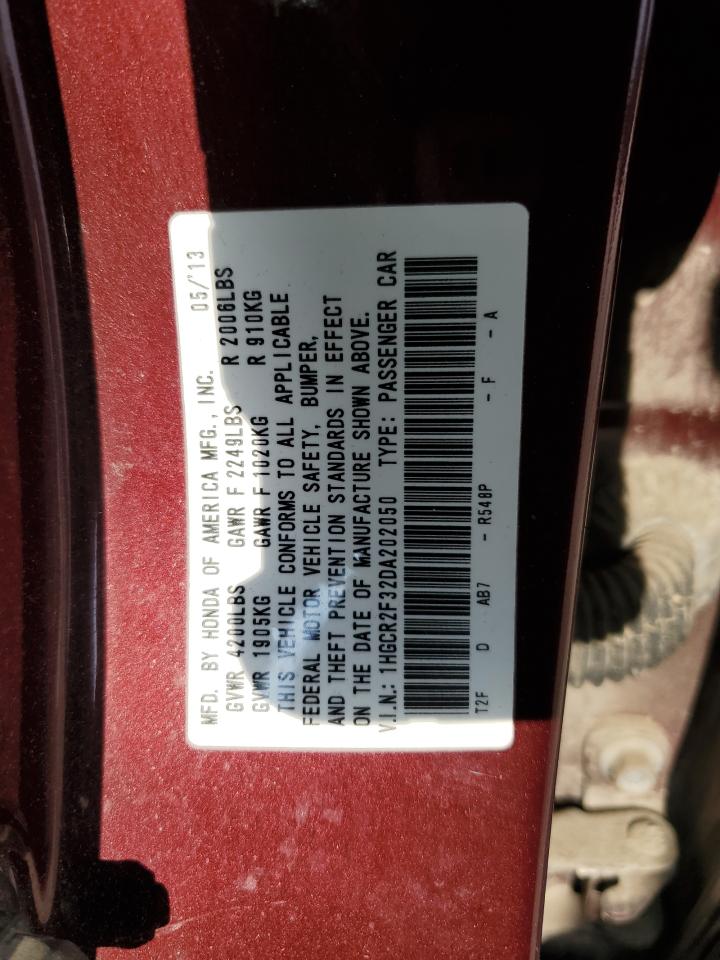 MFD. BY HONDA OF AMERICA MFG., INC. 05/'13
GVWR 4200LBS GAWR F 2249LBS R 2006LBS
GVWR 1905KG GAWR F 1020KG R 910KG
THIS VEHICLE CONFORMS TO ALL APPLICABLE
FEDERAL MOTOR VEHICLE SAFETY, BUMPER,
AND THEFT PREVENTION STANDARDS IN EFFECT
ON THE DATE OF MANUFACTURE SHOWN ABOVE.
V.I.N.: 1HGCR2F32DA202050 TYPE: PASSENGER CAR
T2F D AB7 - R548P - F - A